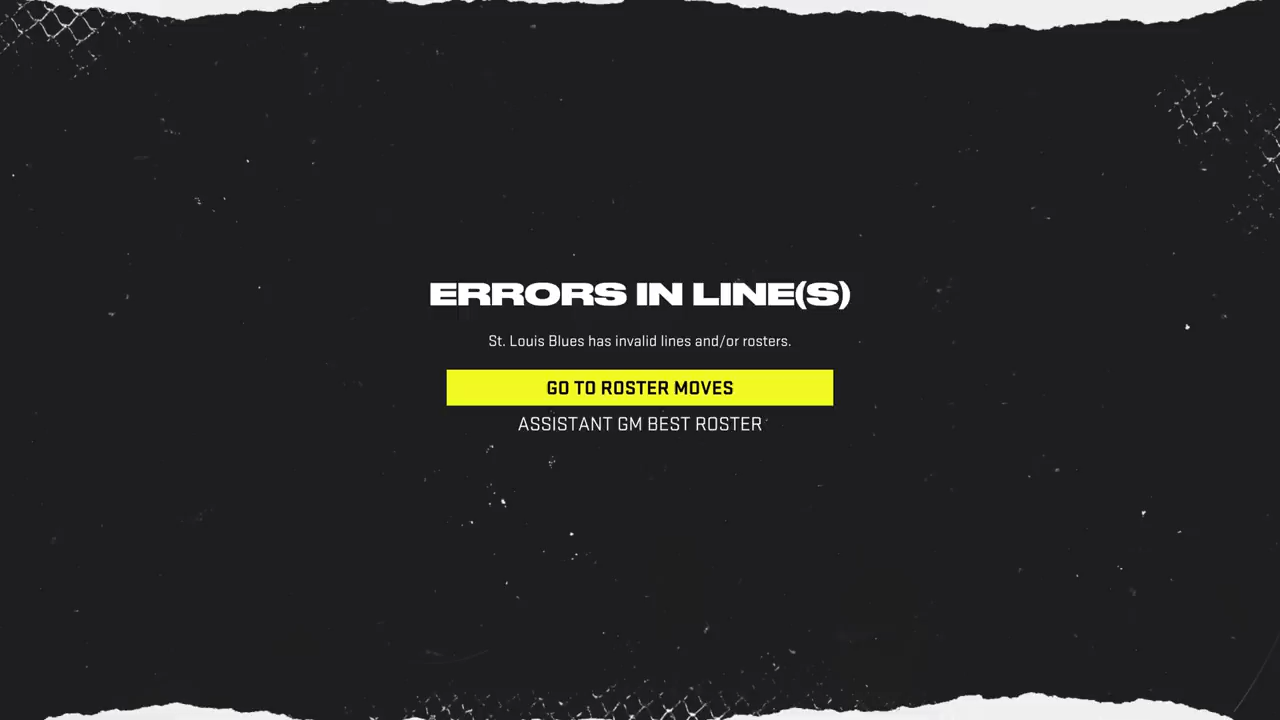 ERRORS IN LINE(S)
St. Louis Blues has invalid lines and/or rosters.
GO TO ROSTER MOVES
ASSISTANT GM BEST ROSTER